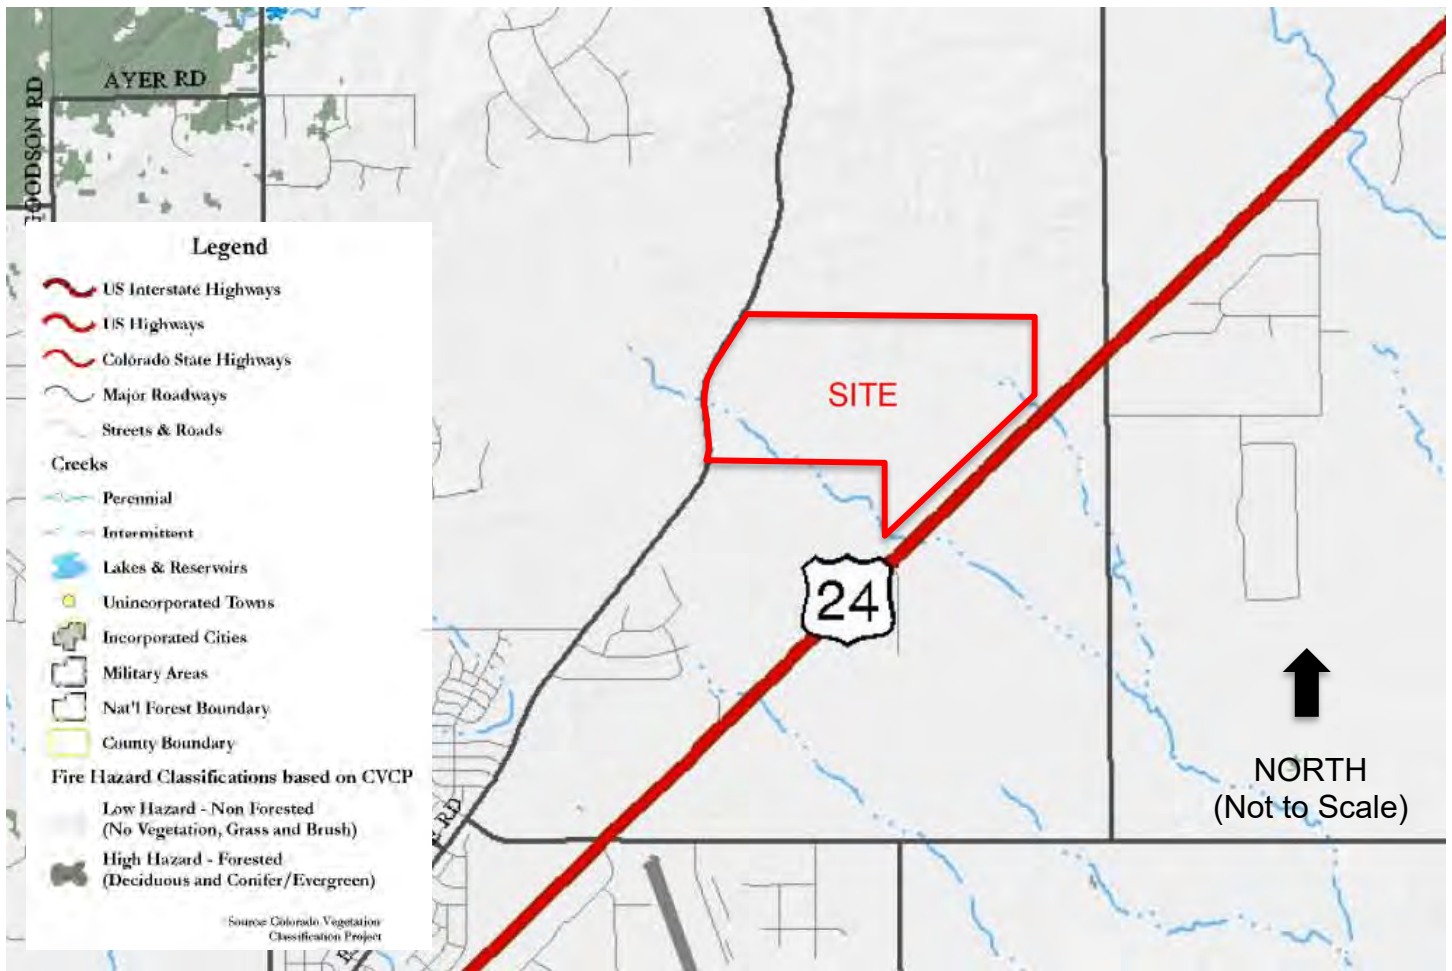 AYER RD
GOODSON RD
Legend
US Interstate Highways
US Highways
Colorado State Highways
Major Roadways
Streets & Roads
Creeks
Perennial
Intermittent
Lakes & Reservoirs
Unincorporated Towns
Incorporated Cities
Military Areas
Nat'l Forest Boundary
County Boundary
Fire Hazard Classifications based on CVCP
Low Hazard - Non Forested
(No Vegetation, Grass and Brush)
High Hazard - Forested
(Deciduous and Conifer/Evergreen)
Source: Colorado Vegetation
Classification Project
SITE
24
NORTH
(Not to Scale)
RD